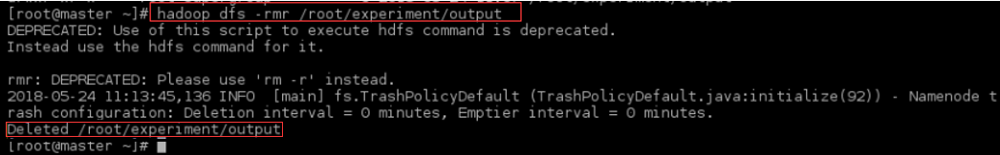 [root@master ~]# hadoop dfs -rmr /root/experiment/output
DEPRECATED: Use of this script to execute hdfs command is deprecated.
Instead use the hdfs command for it.
rmr: DEPRECATED: Please use 'rm -r' instead.
2018-05-24 11:13:45,136 INFO  [main] fs.TrashPolicyDefault (TrashPolicyDefault.java:initialize(92)) - Namenode t
rash configuration: Deletion interval = 0 minutes, Emptier interval = 0 minutes.
Deleted /root/experiment/output
[root@master ~]#